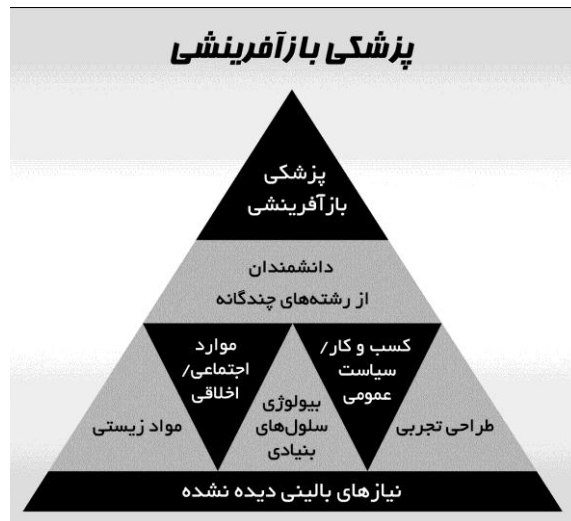 پزشکی بازآفرینشی
پزشکی
بازآفرینشی
دانشمندان
از رشته‌های چندگانه
کسب و کار/
سیاست
عمومی
موارد
اجتماعی/
اخلاقی
طراحی تجربی
بیولوژی
سلول‌های
بنیادی
مواد زیستی
نیازهای بالینی دیده نشده